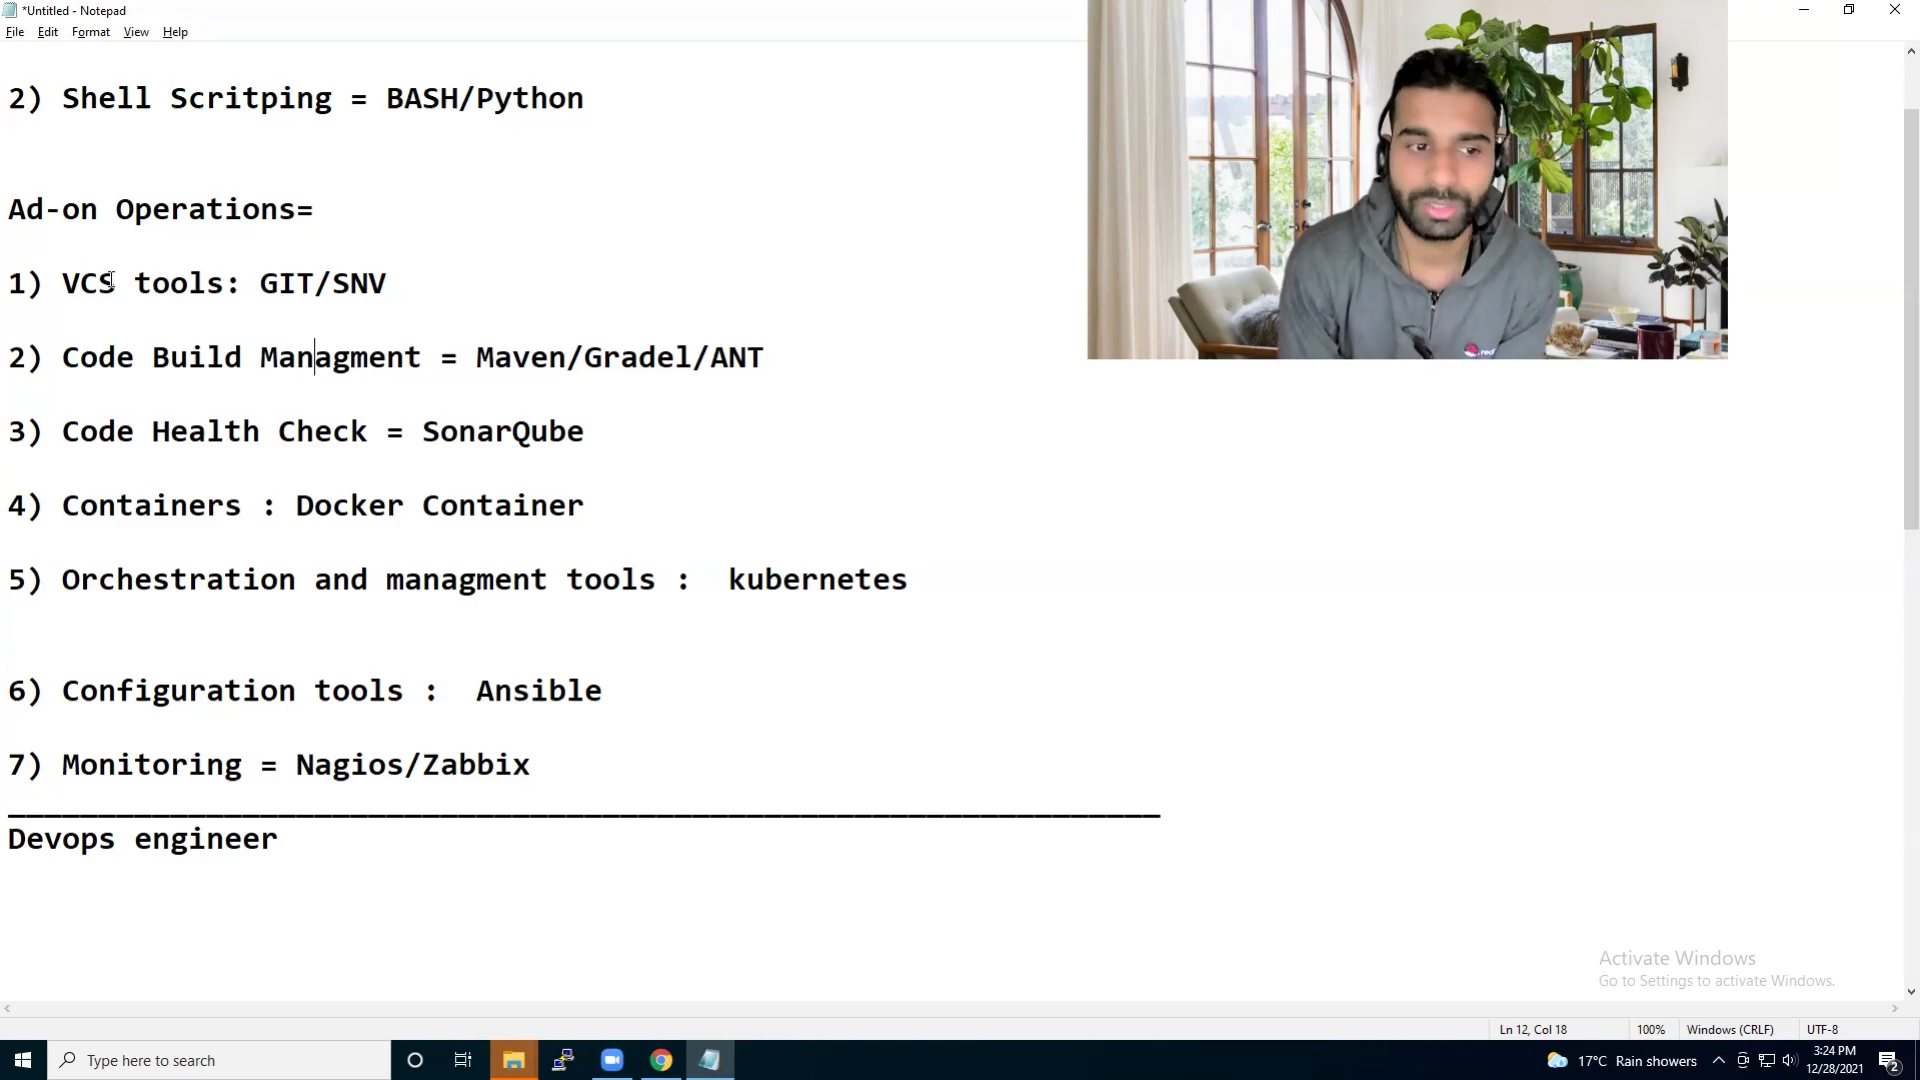 *Untitled - Notepad
File Edit Format View Help
2) Shell Scritping = BASH/Python
Ad-on Operations=
1) VCS tools: GIT/SNV
2) Code Build Managment = Maven/Gradel/ANT
3) Code Health Check = SonarQube
4) Containers : Docker Container
5) Orchestration and managment tools :  kubernetes
6) Configuration tools :  Ansible
7) Monitoring = Nagios/Zabbix
________________________________________________________________
Devops engineer
red
Activate Windows
Go to Settings to activate Windows.
Ln 12, Col 18 100% Windows (CRLF) UTF-8
Type here to search
17°C Rain showers
3:24 PM
12/28/2021
2